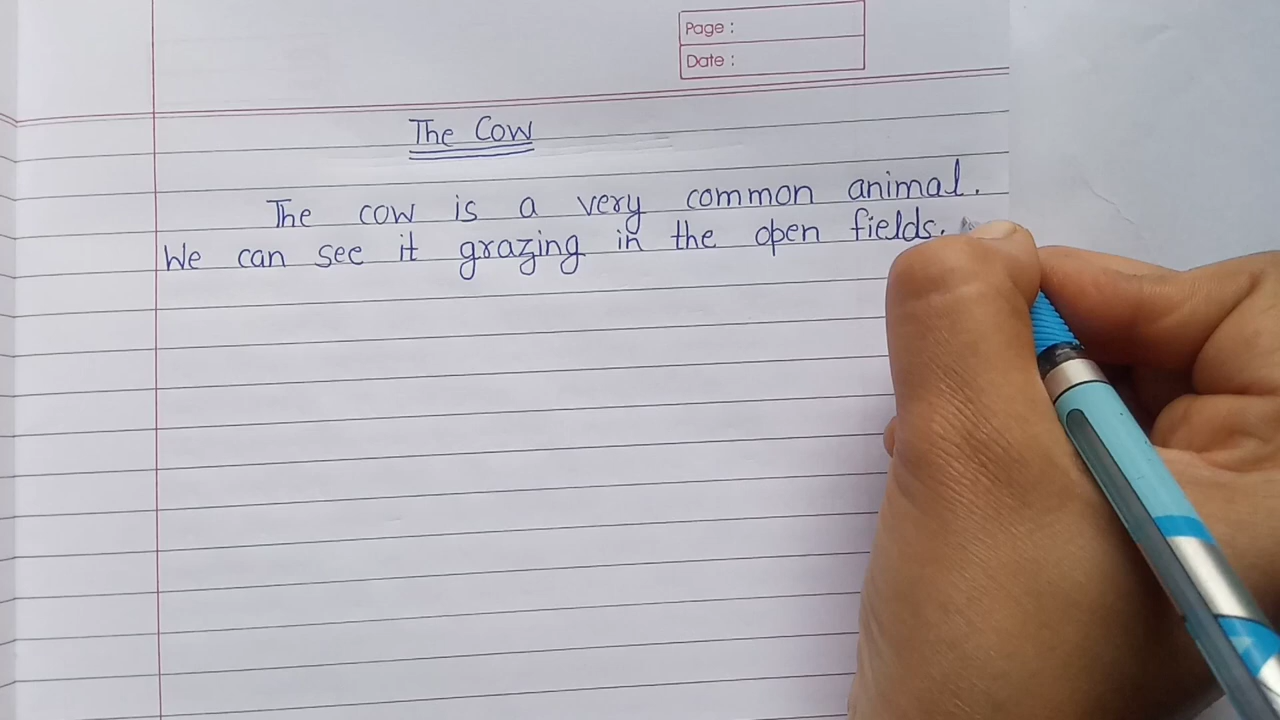 Page :
Date :
The Cow
The cow is a very common animal.
We can see it grazing in the open fields.